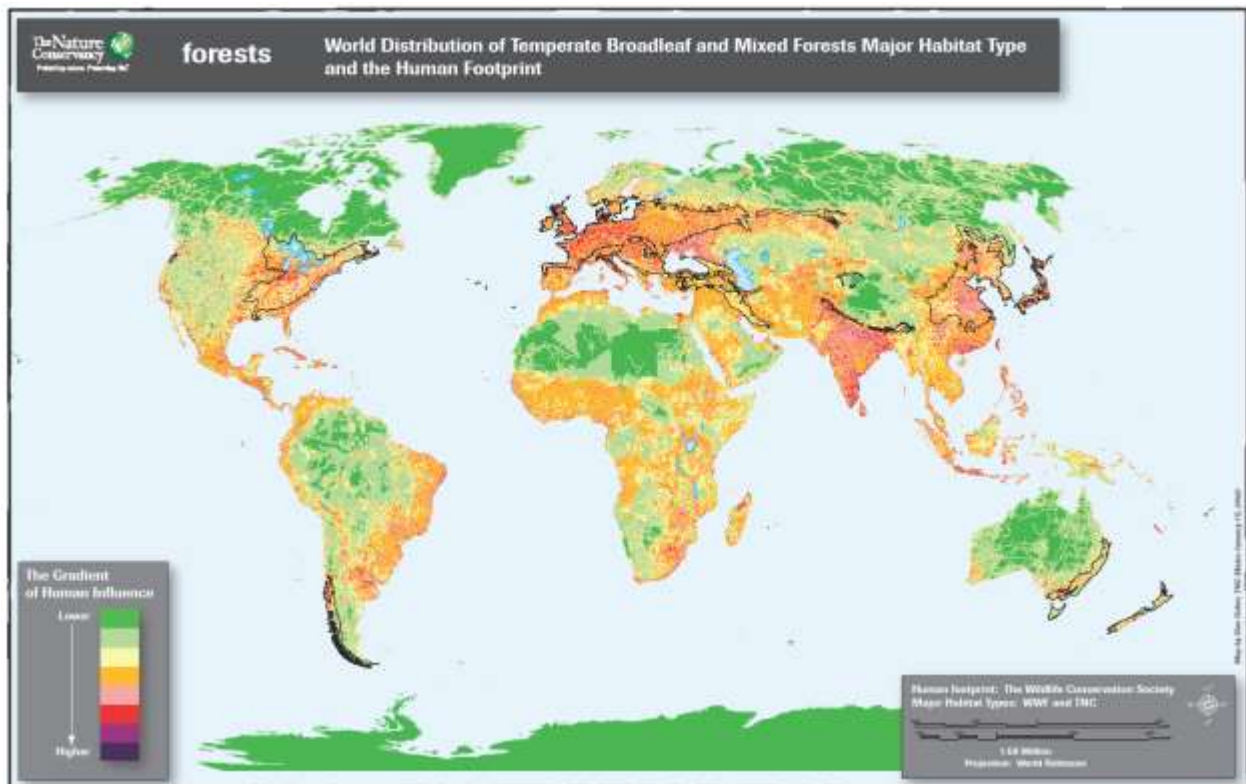 The Nature
Conservancy
forests
World Distribution of Temperate Broadleaf and Mixed Forests Major Habitat Type
and the Human Footprint
The Gradient
of Human Influence
Lower
Higher
Human footprint: The Wildlife Conservation Society
Major Habitat Types: WWF and TNC
Projection: World Robinson